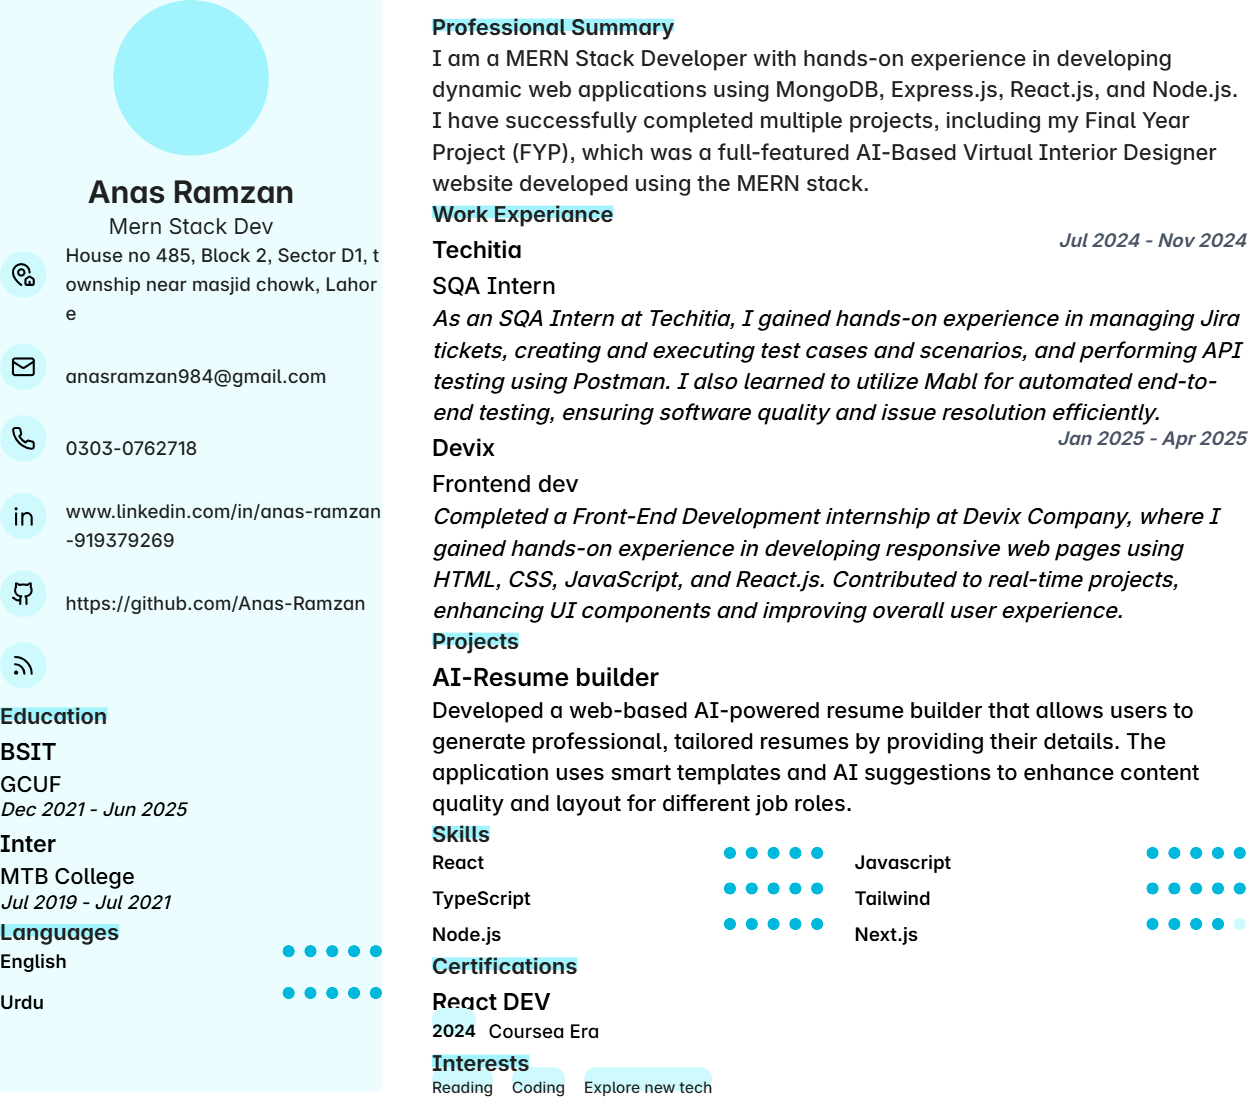 Anas Ramzan
Mern Stack Dev
House no 485, Block 2, Sector D1, t
ownship near masjid chowk, Lahor
e
anasramzan984@gmail.com
0303-0762718
www.linkedin.com/in/anas-ramzan
-919379269
https://github.com/Anas-Ramzan
Education
BSIT
GCUF
Dec 2021 - Jun 2025
Inter
MTB College
Jul 2019 - Jul 2021
Languages
English
Urdu
Professional Summary
I am a MERN Stack Developer with hands-on experience in developing
dynamic web applications using MongoDB, Express.js, React.js, and Node.js.
I have successfully completed multiple projects, including my Final Year
Project (FYP), which was a full-featured AI-Based Virtual Interior Designer
website developed using the MERN stack.
Work Experiance
Techitia
Jul 2024 - Nov 2024
SQA Intern
As an SQA Intern at Techitia, I gained hands-on experience in managing Jira
tickets, creating and executing test cases and scenarios, and performing API
testing using Postman. I also learned to utilize Mabl for automated end-to-
end testing, ensuring software quality and issue resolution efficiently.
Devix
Jan 2025 - Apr 2025
Frontend dev
Completed a Front-End Development internship at Devix Company, where I
gained hands-on experience in developing responsive web pages using
HTML, CSS, JavaScript, and React.js. Contributed to real-time projects,
enhancing UI components and improving overall user experience.
Projects
AI-Resume builder
Developed a web-based AI-powered resume builder that allows users to
generate professional, tailored resumes by providing their details. The
application uses smart templates and AI suggestions to enhance content
quality and layout for different job roles.
Skills
React
Javascript
TypeScript
Tailwind
Node.js
Next.js
Certifications
React DEV
2024 Coursea Era
Interests
Reading Coding Explore new tech